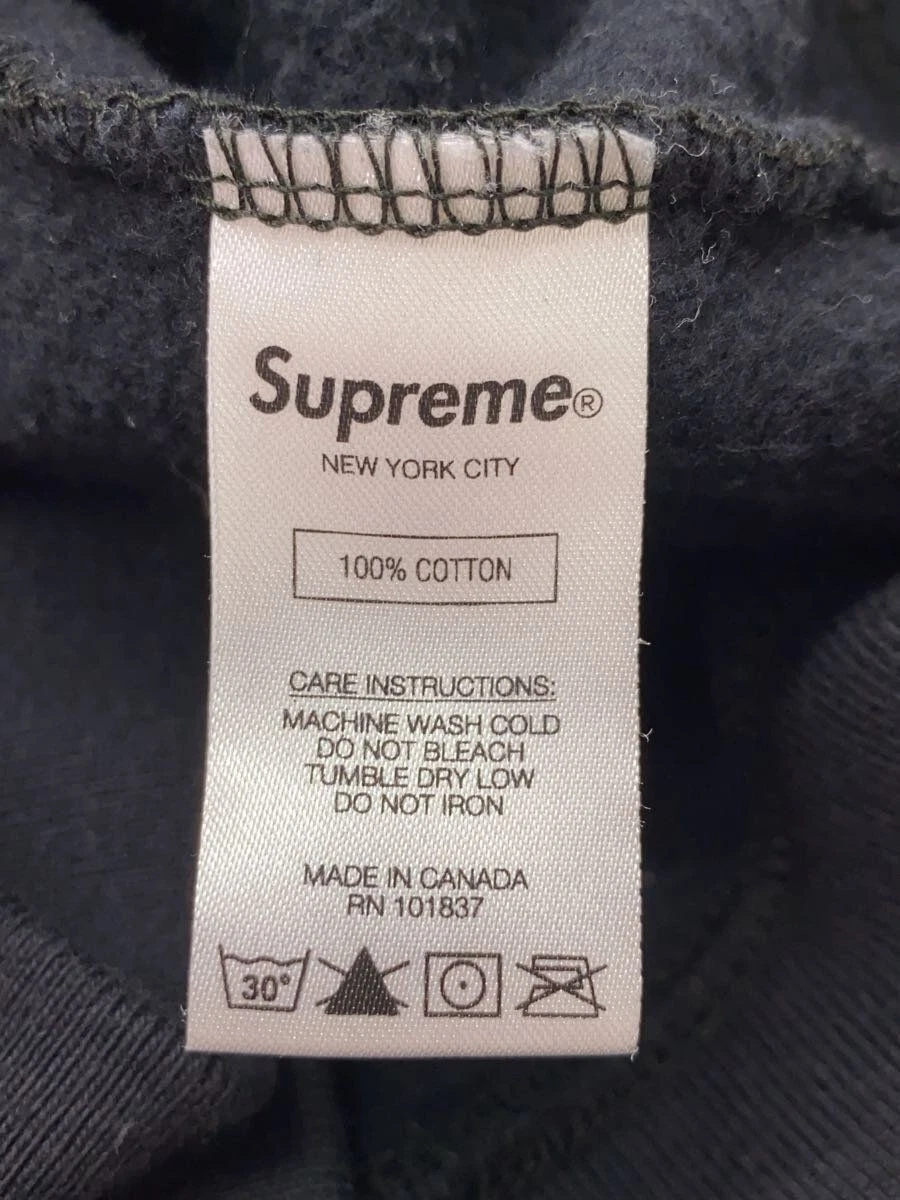 Supreme®
NEW YORK CITY
100% COTTON
CARE INSTRUCTIONS:
MACHINE WASH COLD
DO NOT BLEACH
TUMBLE DRY LOW
DO NOT IRON
MADE IN CANADA
RN 101837
30°